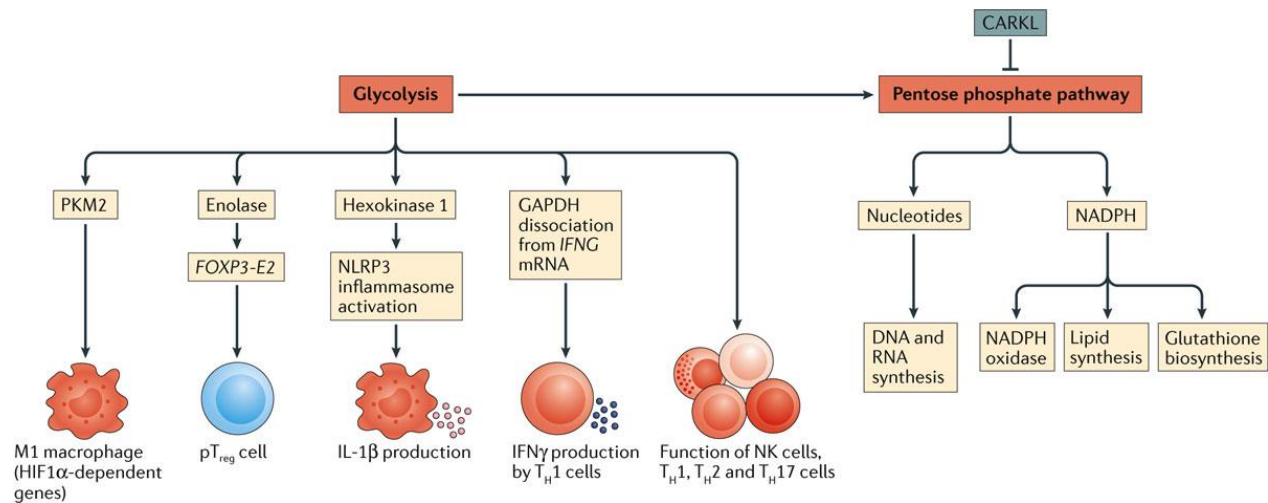 CARKL
Glycolysis
Pentose phosphate pathway
PKM2
Enolase
Hexokinase 1
GAPDH
dissociation
from IFNG
mRNA
Nucleotides
NADPH
FOXP3-E2
NLRP3
inflammasome
activation
DNA and
RNA
synthesis
NADPH
oxidase
Lipid
synthesis
Glutathione
biosynthesis
M1 macrophage
(HIF1α-dependent
genes)
pTreg cell
IL-1β production
IFNγ production
by TH1 cells
Function of NK cells,
TH1, TH2 and TH17 cells